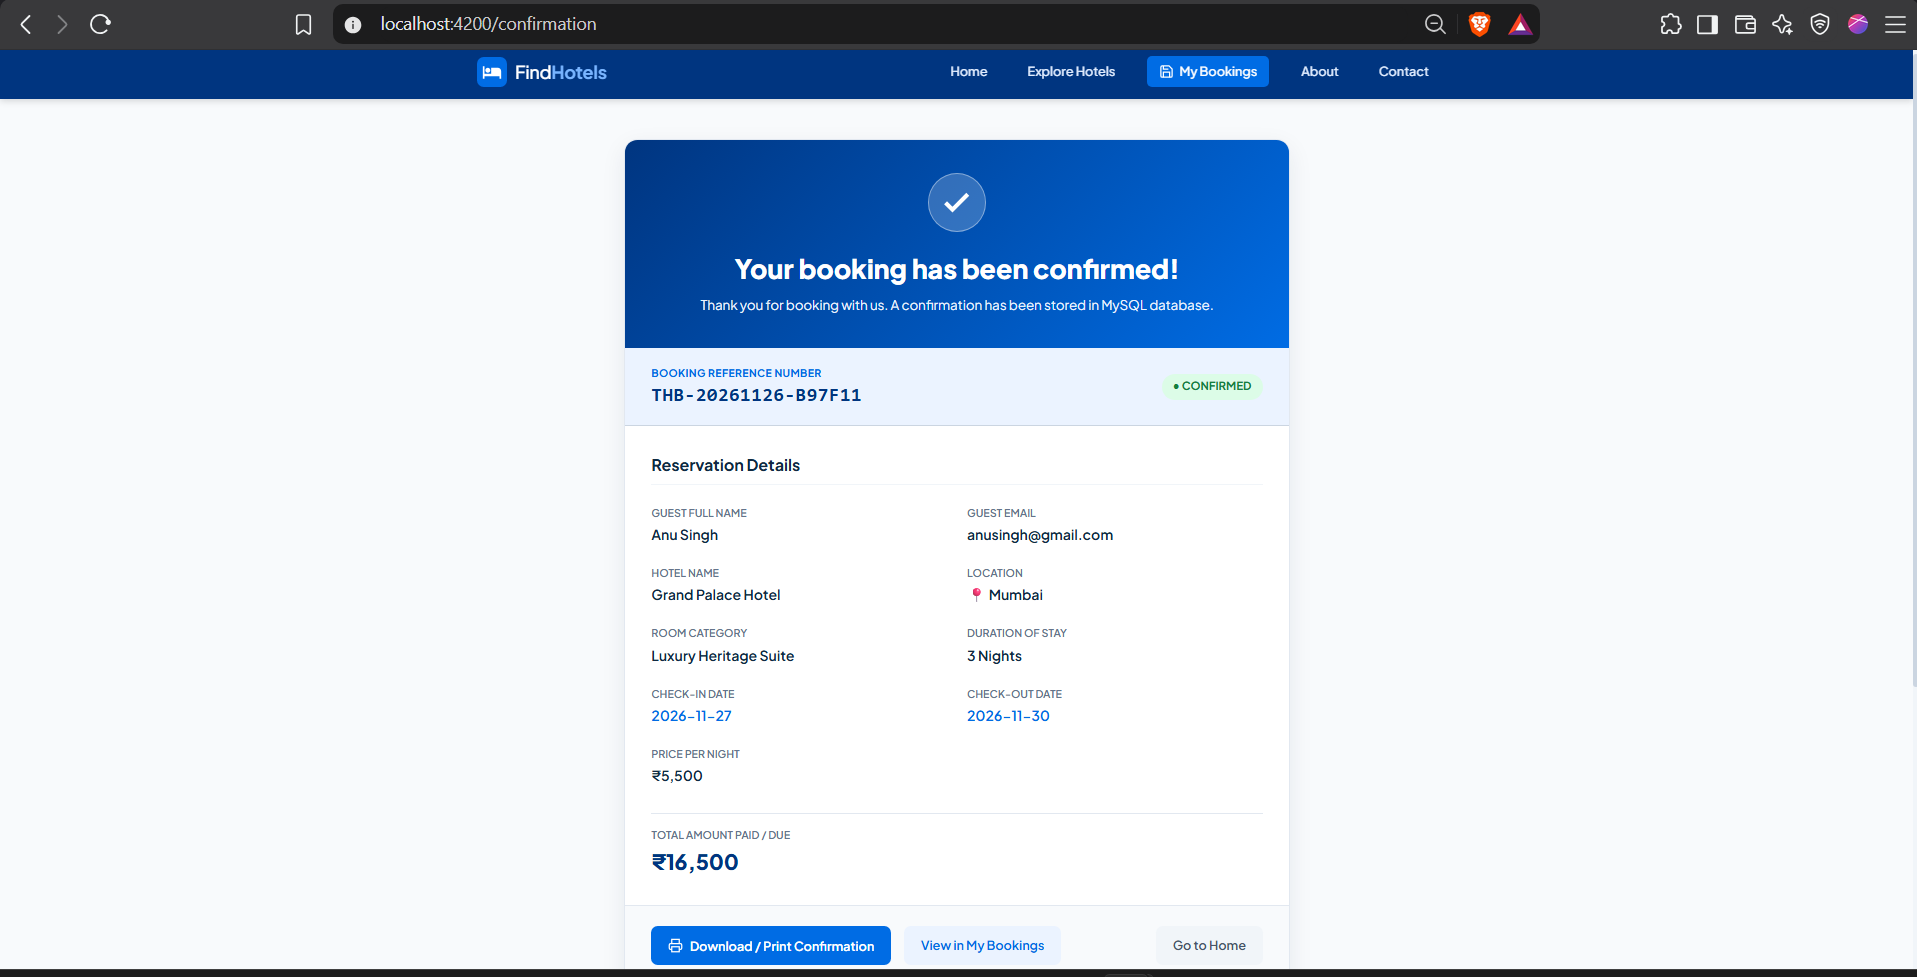 localhost:4200/confirmation
FindHotels
Home Explore Hotels My Bookings About Contact
Your booking has been confirmed!
Thank you for booking with us. A confirmation has been stored in MySQL database.
BOOKING REFERENCE NUMBER
THB-20261126-B97F11
• CONFIRMED
Reservation Details
GUEST FULL NAME
Anu Singh
GUEST EMAIL
anusingh@gmail.com
HOTEL NAME
Grand Palace Hotel
LOCATION
📍 Mumbai
ROOM CATEGORY
Luxury Heritage Suite
DURATION OF STAY
3 Nights
CHECK-IN DATE
2026-11-27
CHECK-OUT DATE
2026-11-30
PRICE PER NIGHT
₹5,500
TOTAL AMOUNT PAID / DUE
₹16,500
Download / Print Confirmation View in My Bookings Go to Home